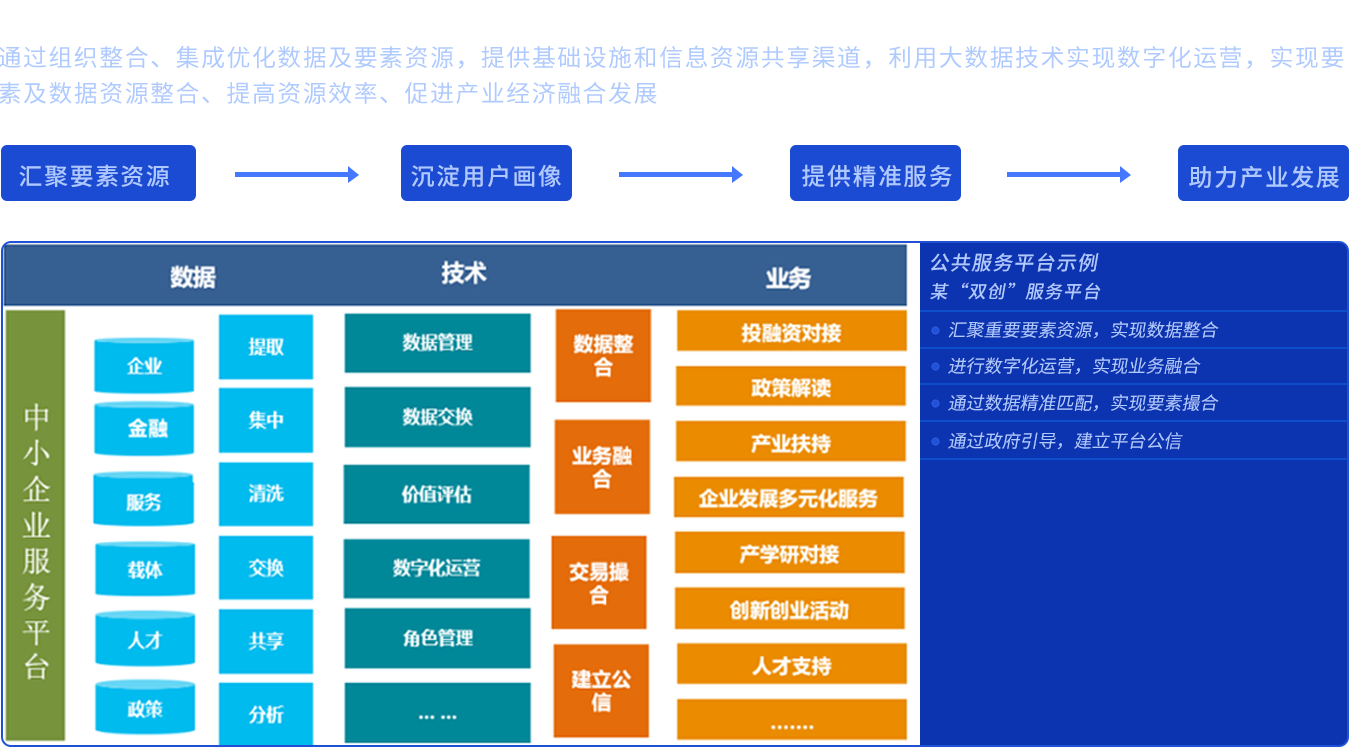 通过组织整合、集成优化数据及要素资源，提供基础设施和信息资源共享渠道，利用大数据技术实现数字化运营，实现要
素及数据资源整合、提高资源效率、促进产业经济融合发展
汇聚要素资源
沉淀用户画像
提供精准服务
助力产业发展
数据
技术
业务
中小企业服务平台
企业
金融
服务
载体
人才
政策
提取
集中
清洗
交换
共享
分析
数据管理
数据交换
价值评估
数字化运营
角色管理
... ...
数据整
合
业务融
合
交易撮
合
建立公
信
投融资对接
政策解读
产业扶持
企业发展多元化服务
产学研对接
创新创业活动
人才支持
.......
公共服务平台示例
某“双创”服务平台
汇聚重要要素资源，实现数据整合
进行数字化运营，实现业务融合
通过数据精准匹配，实现要素撮合
通过政府引导，建立平台公信